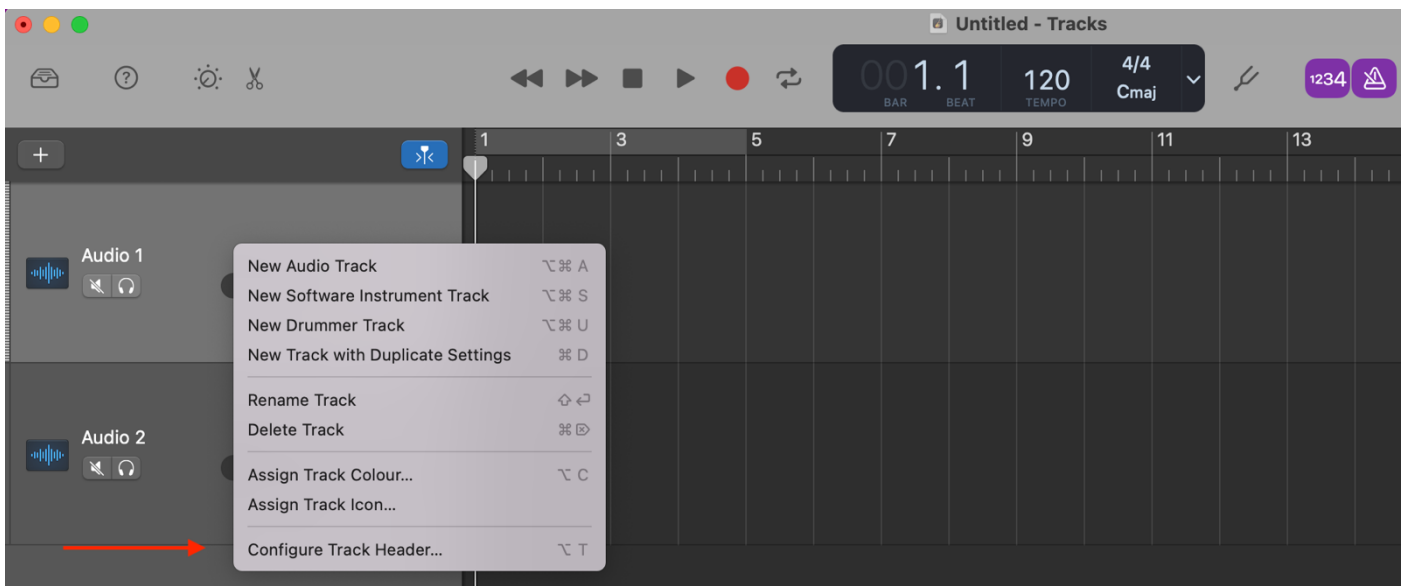 Untitled - Tracks
001. 1
BAR BEAT
120
TEMPO
4/4
Cmaj
1234
1 3 5 7 9 11 13
Audio 1
New Audio Track ⌥⌘ A
New Software Instrument Track ⌥⌘ S
New Drummer Track ⌥⌘ U
New Track with Duplicate Settings ⌘ D
Rename Track ⇧↩
Delete Track ⌘⌦
Assign Track Colour... ⌥ C
Assign Track Icon...
Configure Track Header... ⌥ T
Audio 2